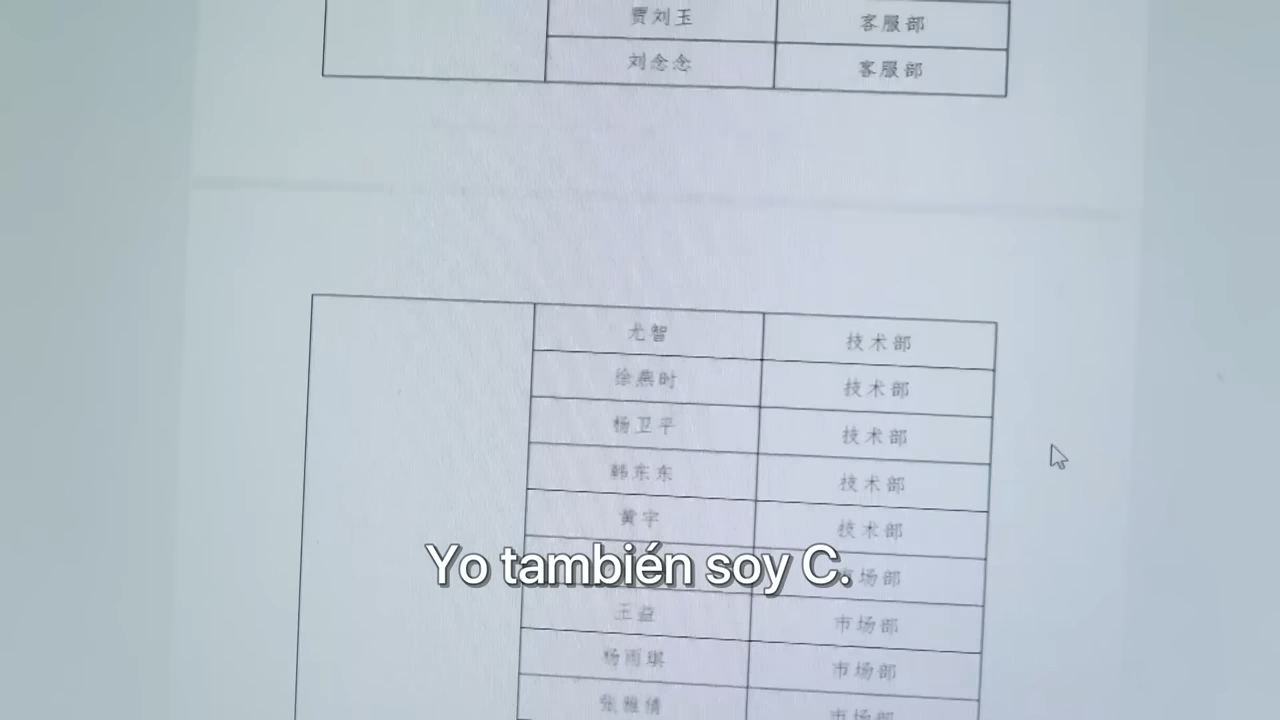 贾刘玉 客服部
刘念念 客服部
尤智 技术部
徐燕时 技术部
杨卫平 技术部
韩东东 技术部
黄宇 技术部
市场部
Yo también soy C.
王益 市场部
杨雨琪 市场部
张雅倩 市场部